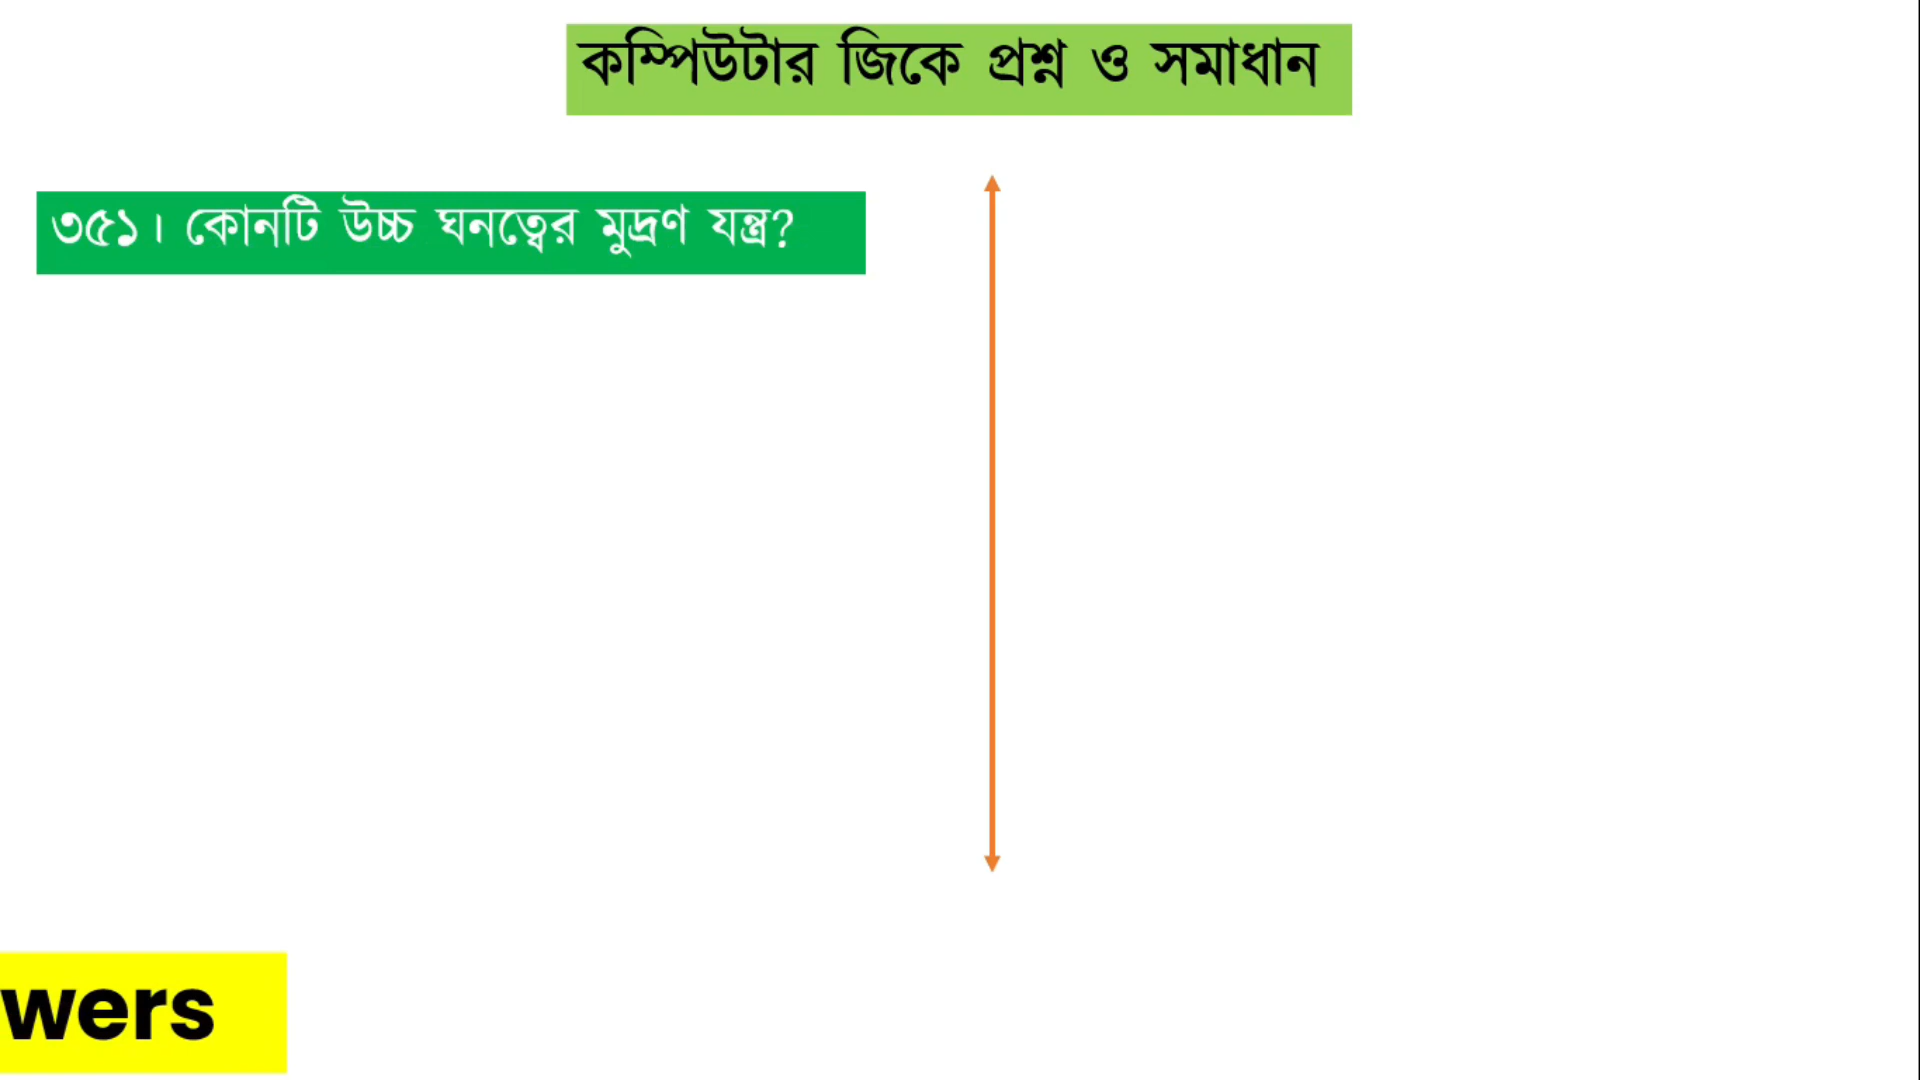 কম্পিউটার জিকে প্রশ্ন ও সমাধান
৩৫১। কোনটি উচ্চ ঘনত্বের মুদ্রণ যন্ত্র?
wers